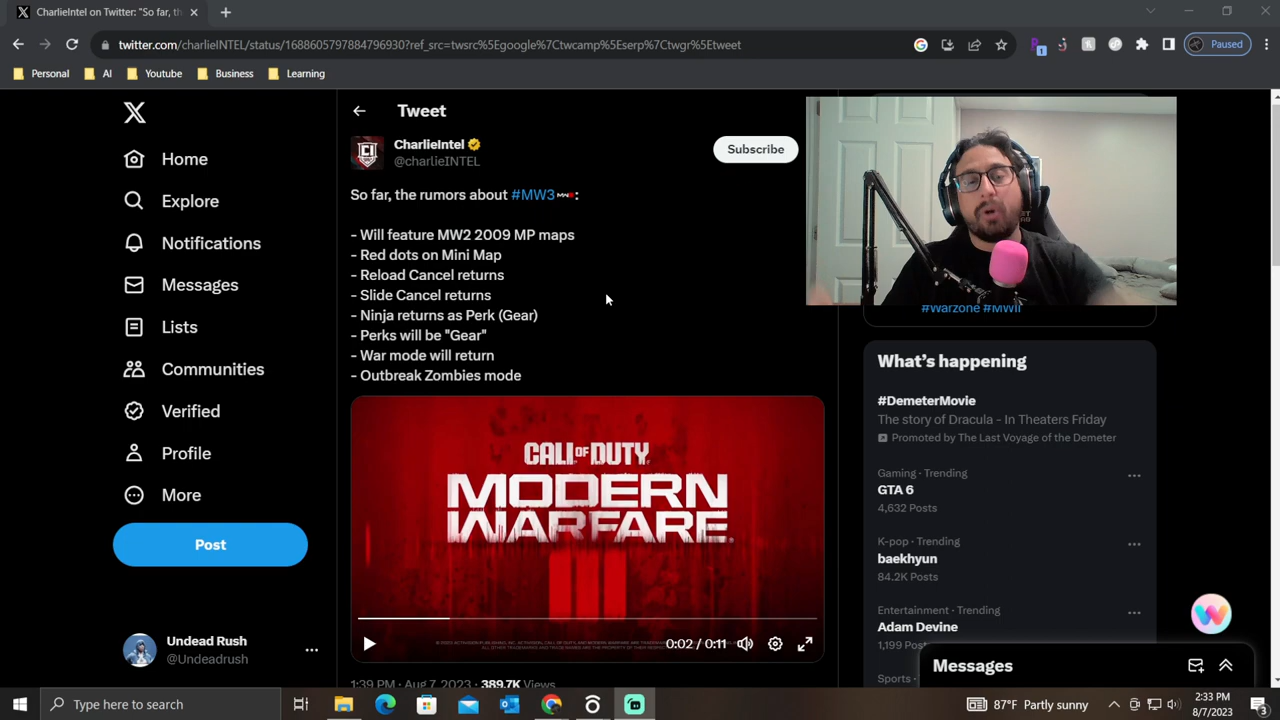 CharlieIntel on Twitter: "So far, th
twitter.com/charlieINTEL/status/1688605797884796930?ref_src=twsrc%5Egoogle%7Ctwcamp%5Eserp%7Ctwgr%5Etweet
1
Paused
Personal
AI
Youtube
Business
Learning
Home
Explore
Notifications
Messages
Lists
Communities
Verified
Profile
More
Post
Undead Rush
@Undeadrush
Tweet
CharlieIntel
@charlieINTEL
Subscribe
So far, the rumors about #MW3:
- Will feature MW2 2009 MP maps
- Red dots on Mini Map
- Reload Cancel returns
- Slide Cancel returns
- Ninja returns as Perk (Gear)
- Perks will be "Gear"
- War mode will return
- Outbreak Zombies mode
CALL OF DUTY
MODERN
WARFARE.
III
0:02 / 0:11
1:39 PM · Aug 7, 2023 · 389.7K Views
#Warzone #MWII
What's happening
#DemeterMovie
The story of Dracula - In Theaters Friday
Promoted by The Last Voyage of the Demeter
Gaming · Trending
GTA 6
4,632 Posts
K-pop · Trending
baekhyun
84.2K Posts
Entertainment · Trending
Adam Devine
1,199 Posts
Sports ·
Messages
Type here to search
87°F Partly sunny
2:33 PM
8/7/2023
3